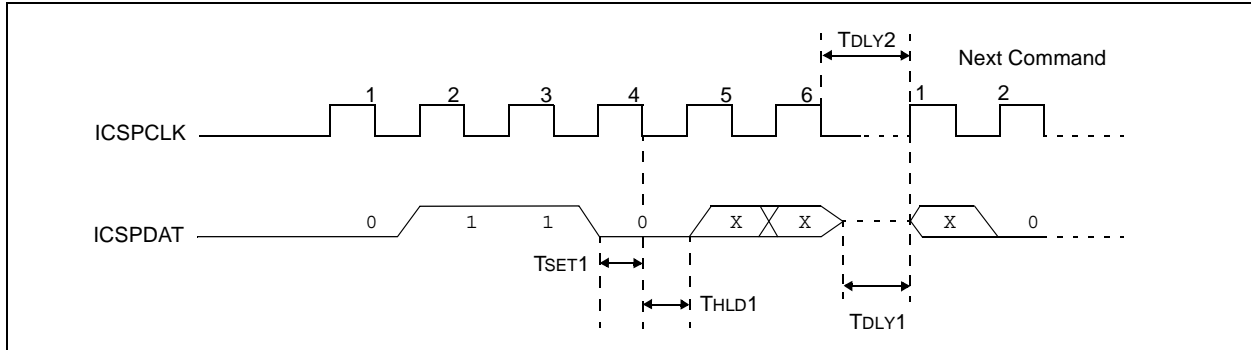 TDLY2
Next Command
1 2 3 4 5 6 1 2
ICSPCLK
ICSPDAT
0 1 1 0 X X X 0
TSET1
THLD1
TDLY1